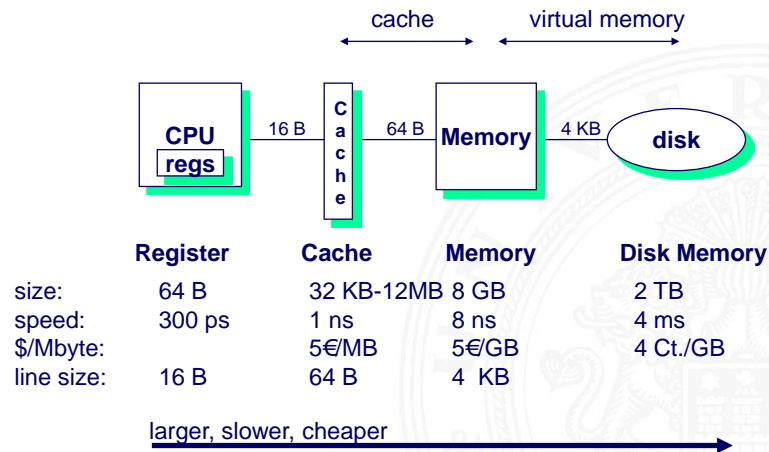 cache virtual memory
CPU
regs
16 B
Cache
64 B
Memory
4 KB
disk
Register Cache Memory Disk Memory
size: 64 B 32 KB-12MB 8 GB 2 TB
speed: 300 ps 1 ns 8 ns 4 ms
$/Mbyte: 5€/MB 5€/GB 4 Ct./GB
line size: 16 B 64 B 4 KB
larger, slower, cheaper